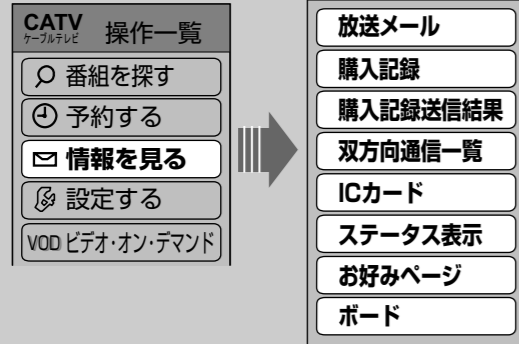 CATV
ケーブルテレビ
操作一覧
番組を探す
予約する
情報を見る
設定する
VOD ビデオ・オン・デマンド
放送メール
購入記録
購入記録送信結果
双方向通信一覧
ICカード
ステータス表示
お好みページ
ボード